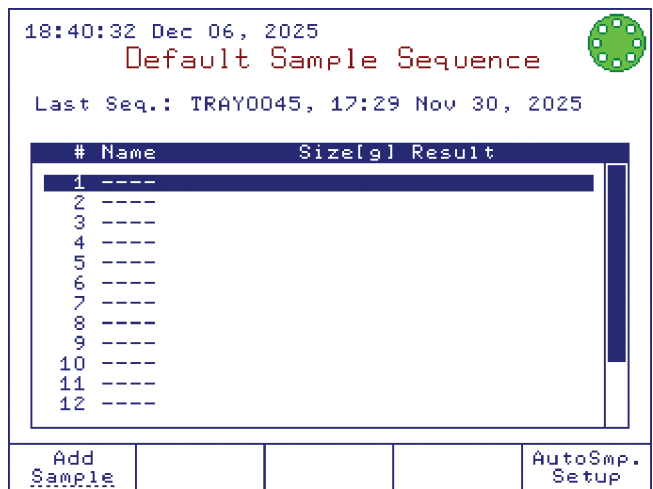 18:40:32 Dec 06, 2025
Default Sample Sequence
Last Seq.: TRAY0045, 17:29 Nov 30, 2025
# Name Size[g] Result
1 ----
2 ----
3 ----
4 ----
5 ----
6 ----
7 ----
8 ----
9 ----
10 ----
11 ----
12 ----
Add Sample
AutoSmp. Setup